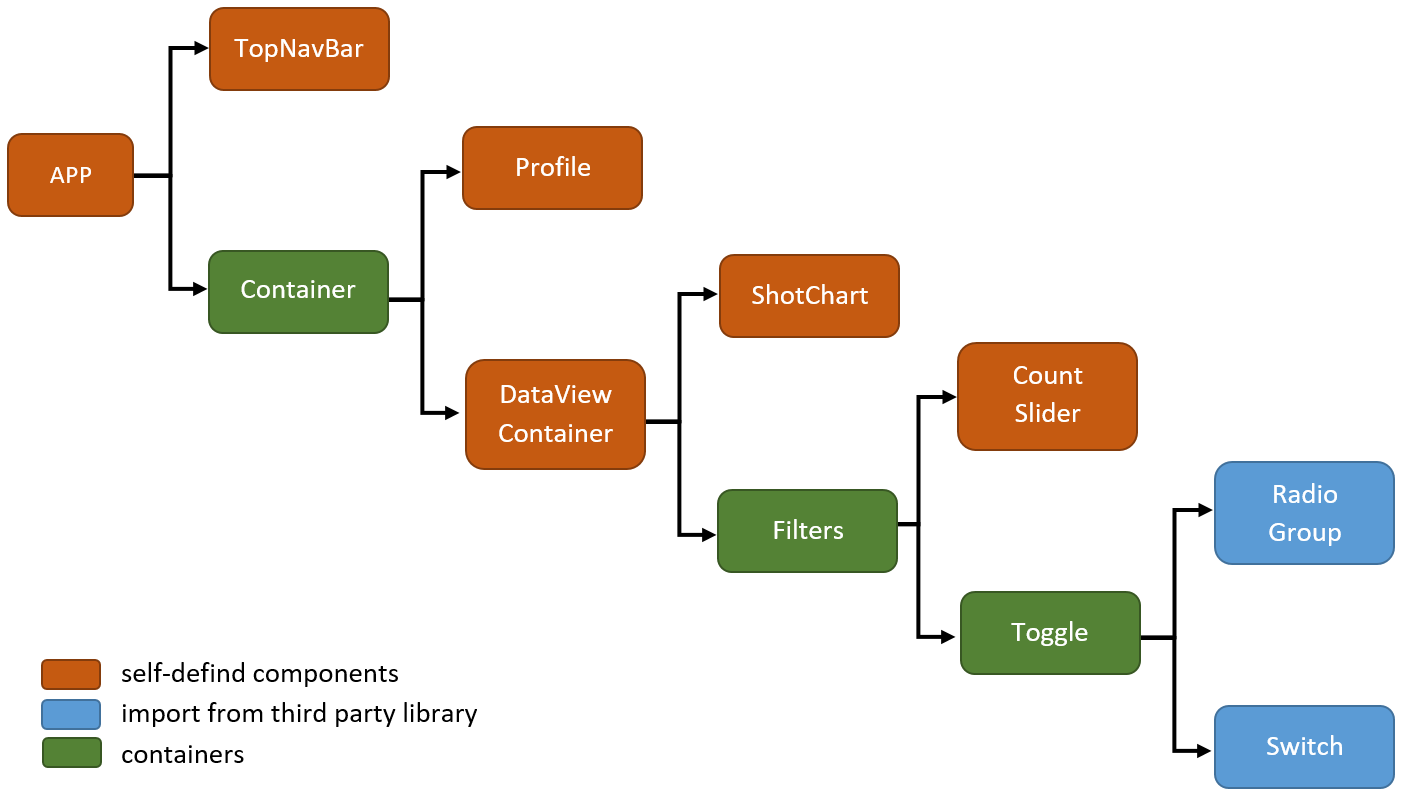 TopNavBar
APP
Profile
Container
ShotChart
DataView
Container
Count
Slider
Filters
Radio
Group
Toggle
Switch
self-defind components
import from third party library
containers